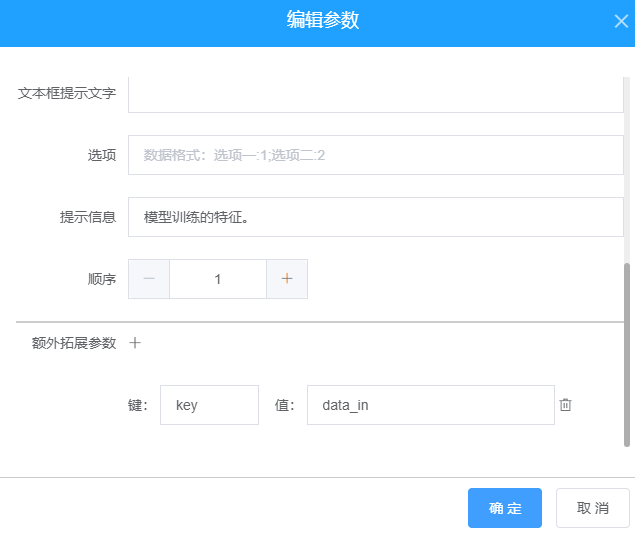 编辑参数
文本框提示文字
选项 数据格式：选项一:1;选项二:2
提示信息 模型训练的特征。
顺序 1
额外拓展参数
键： key 值： data_in
确 定 取 消